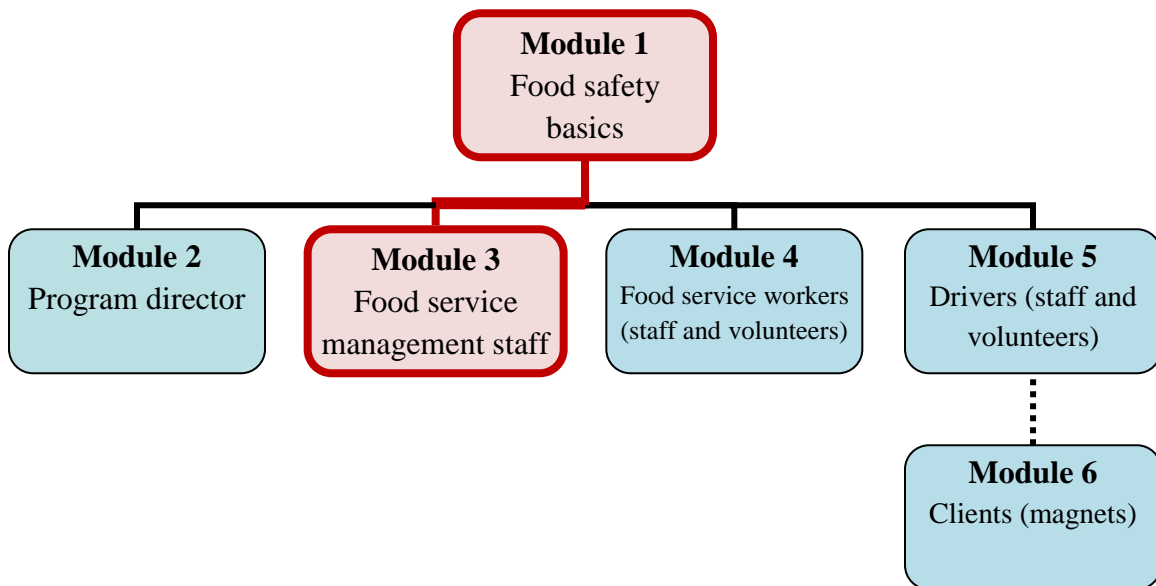 Module 1
Food safety
basics
Module 2
Program director
Module 3
Food service
management staff
Module 4
Food service workers
(staff and volunteers)
Module 5
Drivers (staff and
volunteers)
Module 6
Clients (magnets)